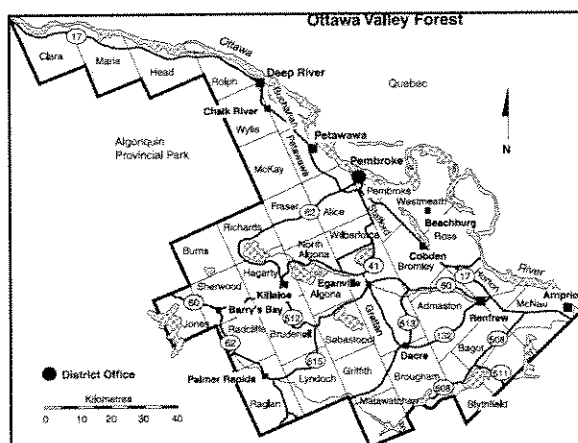 Ottawa Valley Forest
17
Clara
Maria
Head
Rolph
Ottawa
Deep River
Quebec
Chalk River
Buchanan
Wylie
Petawawa
Petawawa
Algonquin
Provincial Park
McKay
Pembroke
Pembroke
N
Fraser
62
Alice
Stafford
Westmeath
Beachburg
Ross
Richards
Wilberforce
Cobden
Burns
North
Algona
Bromley
Hagarty
41
17
River
Sherwood
Killaloe
Eganville
Algona
60
Horton
Arnprior
60
Jones
Barry's Bay
512
Grattan
Admaston
McNab
Renfrew
Radcliffe
Brudenell
513
132
62
Sebastopol
Dacre
Bagot
508
District Office
Palmer Rapids
515
Lyndoch
Griffith
Brougham
511
Kilometres
Raglan
Matawatchan
508
Blythfield
0 10 20 30 40